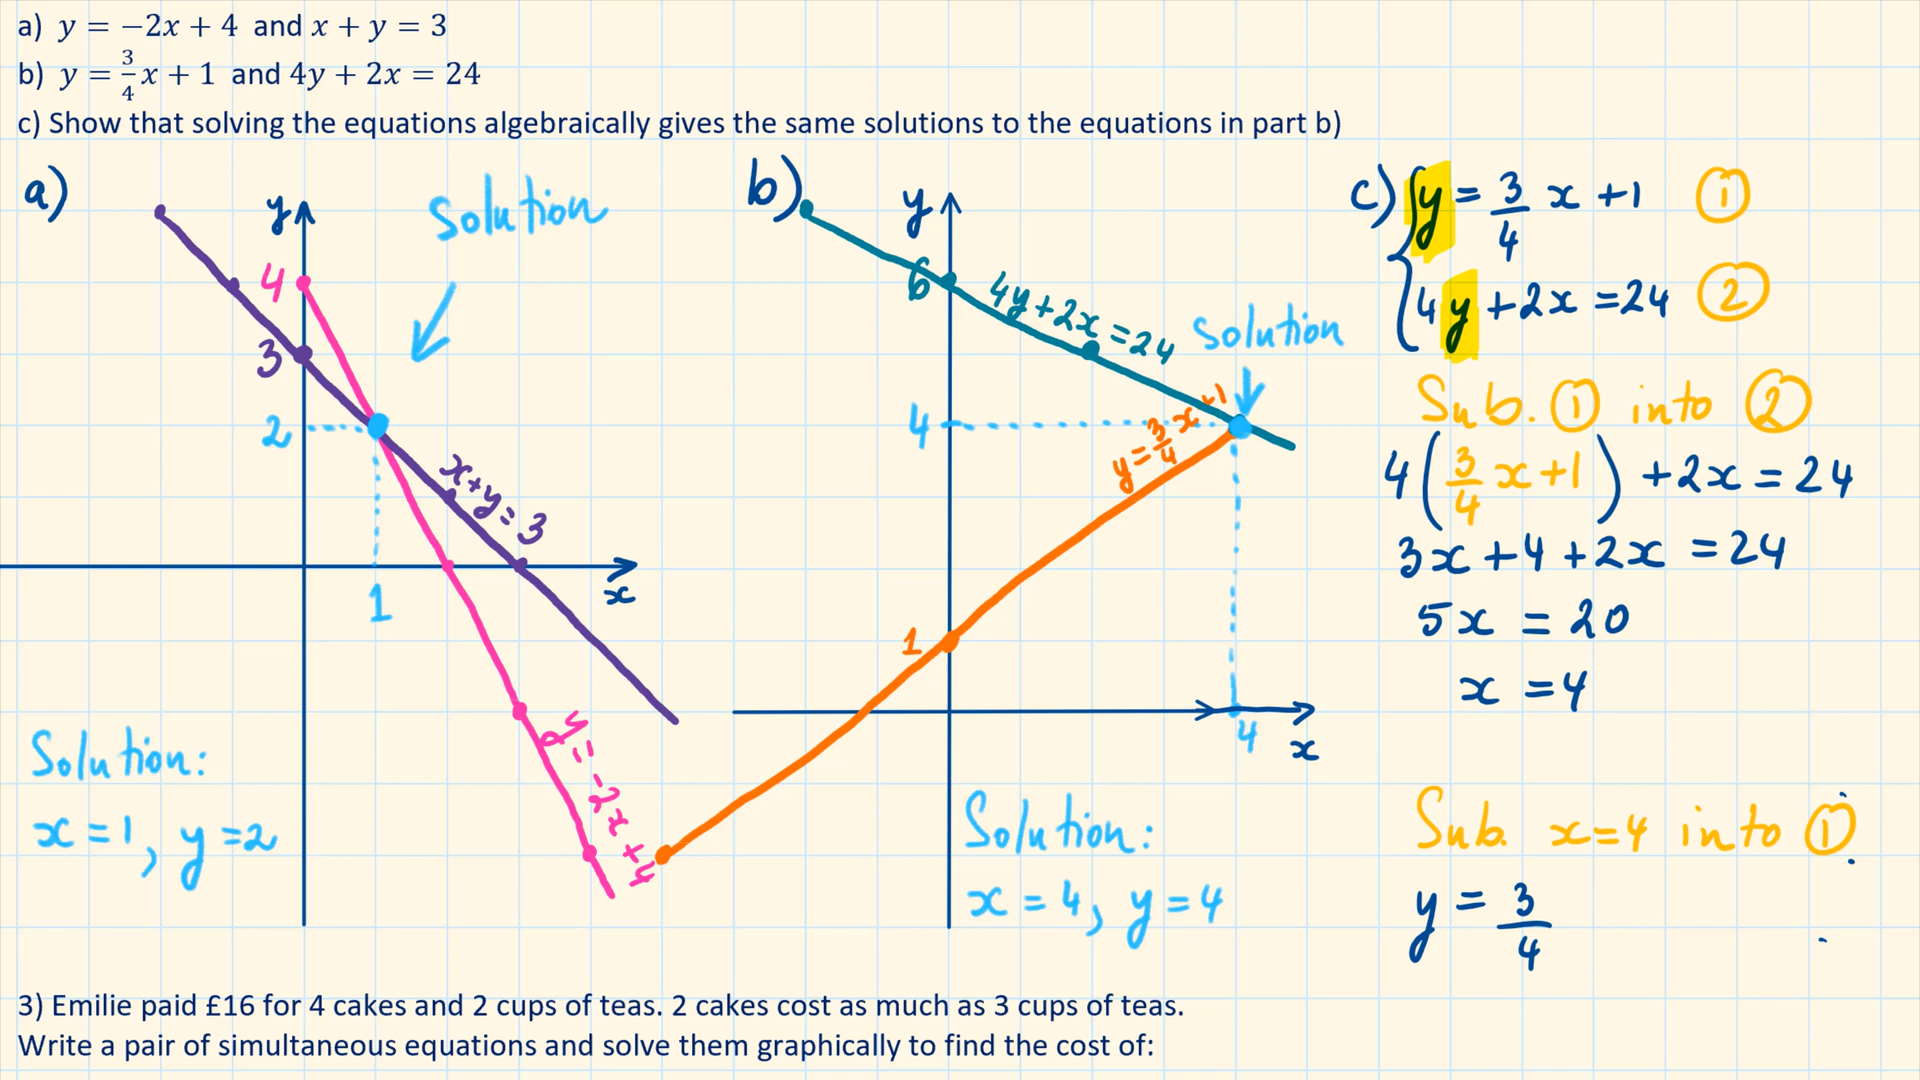 a) y = −2x + 4 and x + y = 3
b) y = 3/4 x + 1 and 4y + 2x = 24
c) Show that solving the equations algebraically gives the same solutions to the equations in part b)
a)
y
Solution
4
3
2
x+y=3
1
x
y=-2x+4
Solution:
x=1, y=2
b)
y
6
4y+2x=24
Solution
4
y=3/4 x+1
1
4
x
Solution:
x=4, y=4
c) y = 3/4 x +1 ①
4y+2x=24 ②
Sub. ① into ②
4(3/4 x+1) +2x=24
3x+4+2x=24
5x=20
x=4
Sub. x=4 into ①
y = 3/4
3) Emilie paid £16 for 4 cakes and 2 cups of teas. 2 cakes cost as much as 3 cups of teas.
Write a pair of simultaneous equations and solve them graphically to find the cost of: